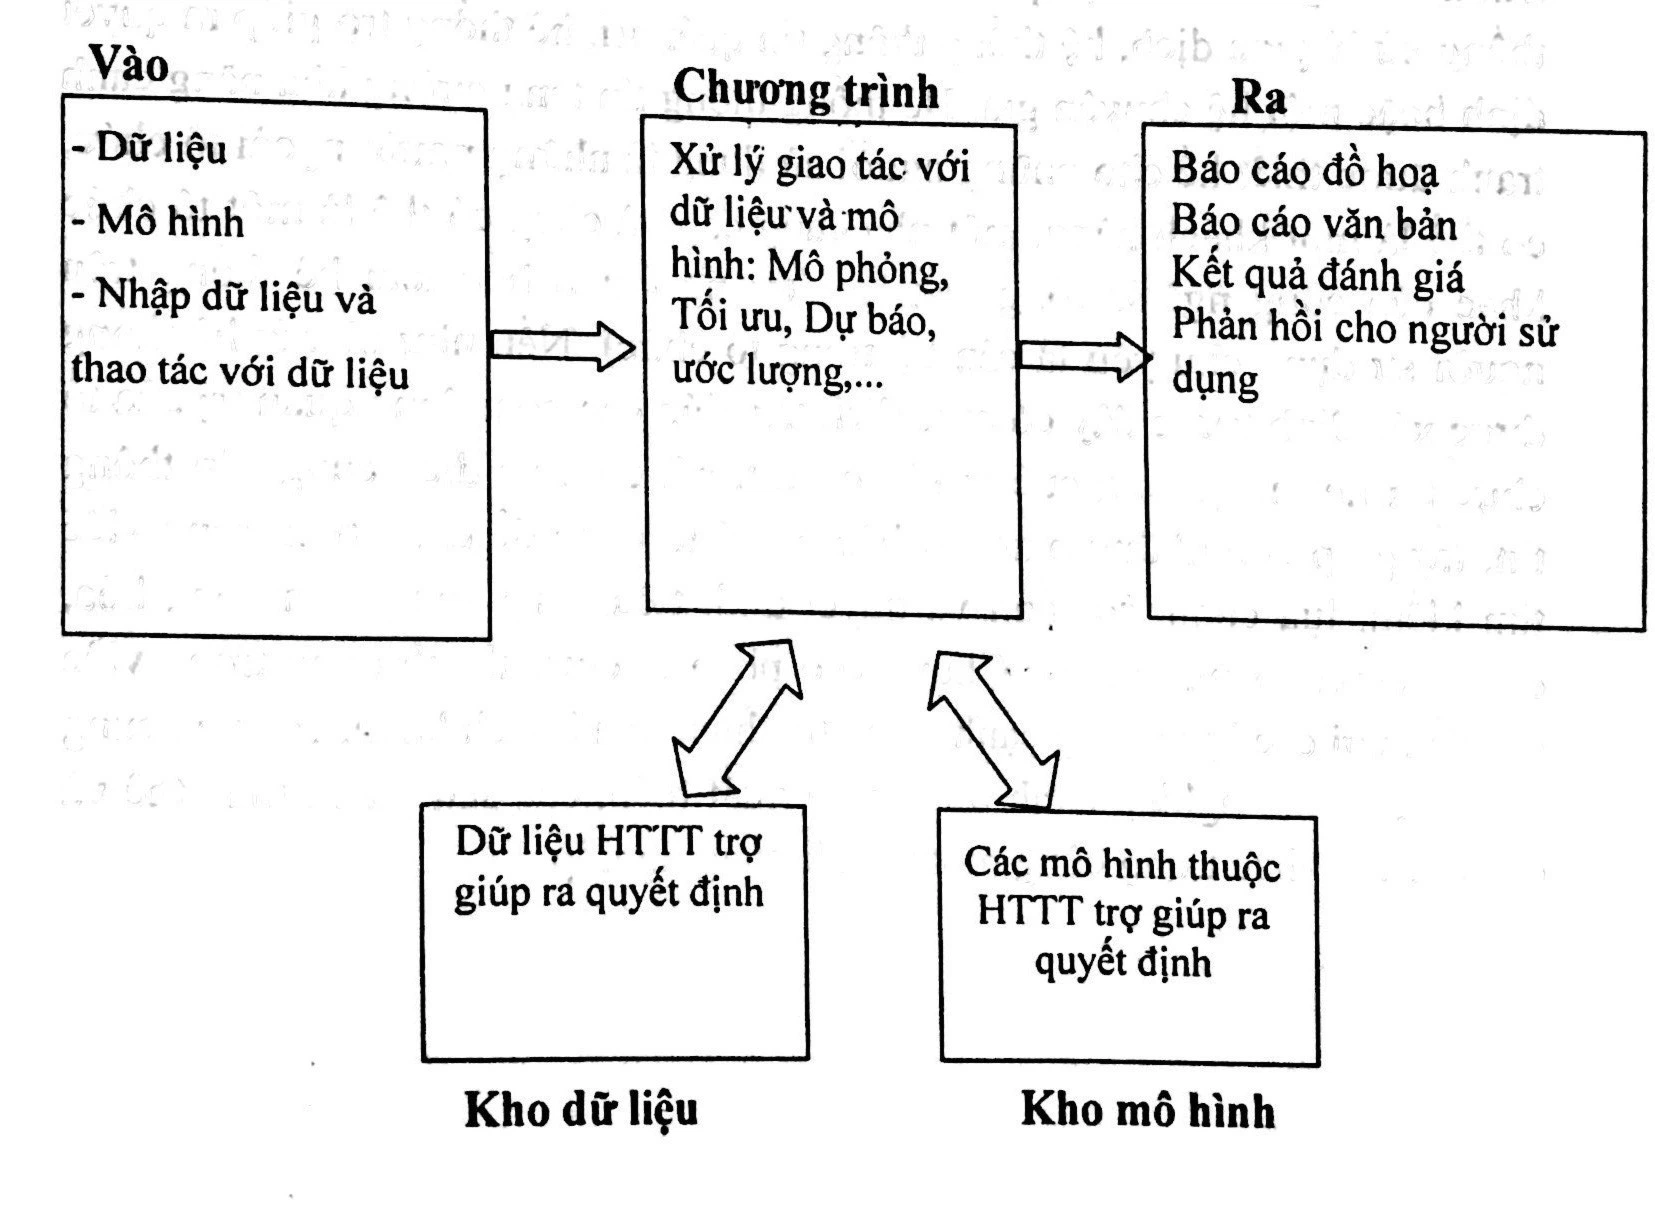 Vào
- Dữ liệu
- Mô hình
- Nhập dữ liệu và
thao tác với dữ liệu
Chương trình
Xử lý giao tác với
dữ liệu và mô
hình: Mô phỏng,
Tối ưu, Dự báo,
ước lượng,...
Ra
Báo cáo đồ hoạ
Báo cáo văn bản
Kết quả đánh giá
Phản hồi cho người sử
dụng
Dữ liệu HTTT trợ
giúp ra quyết định
Kho dữ liệu
Các mô hình thuộc
HTTT trợ giúp ra
quyết định
Kho mô hình